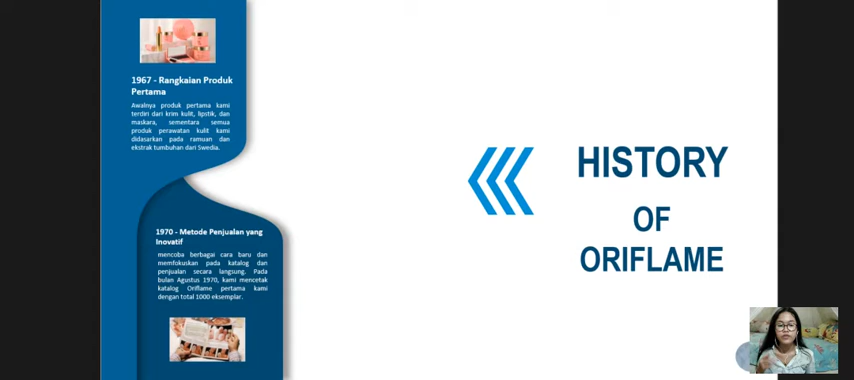 1967 - Rangkaian Produk
Pertama
Awalnya produk pertama kami
terdiri dari krim kulit, lipstik, dan
maskara, sementara semua
produk perawatan kulit kami
didasarkan pada ramuan dan
ekstrak tumbuhan dari Swedia.
1970 - Metode Penjualan yang
Inovatif
mencoba berbagai cara baru dan
memfokuskan pada katalog dan
penjualan secara langsung. Pada
bulan Agustus 1970, kami mencetak
katalog Oriflame pertama kami
dengan total 1000 eksemplar.
HISTORY
OF
ORIFLAME